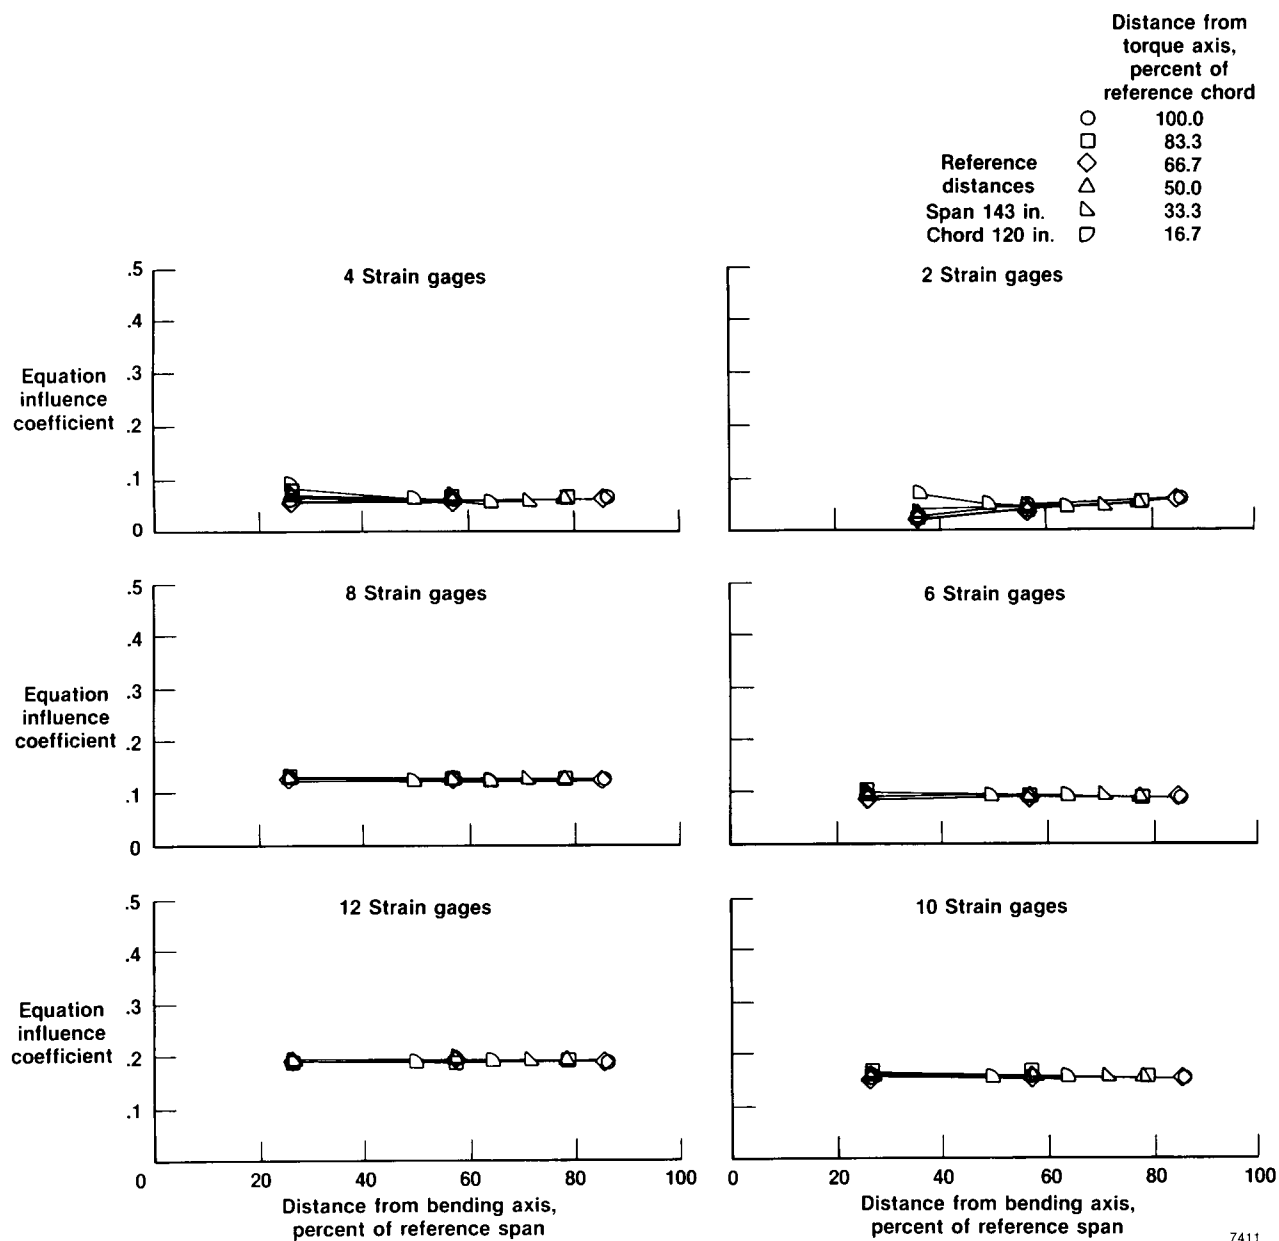 Distance from
torque axis,
percent of
reference chord
100.0
83.3
Reference 66.7
distances 50.0
Span 143 in. 33.3
Chord 120 in. 16.7
4 Strain gages
.5
.4
.3
.2
.1
0
Equation
influence
coefficient
2 Strain gages
8 Strain gages
.5
.4
.3
.2
.1
0
Equation
influence
coefficient
6 Strain gages
12 Strain gages
.5
.4
.3
.2
.1
Equation
influence
coefficient
0 20 40 60 80 100
Distance from bending axis,
percent of reference span
10 Strain gages
0 20 40 60 80 100
Distance from bending axis,
percent of reference span
7411